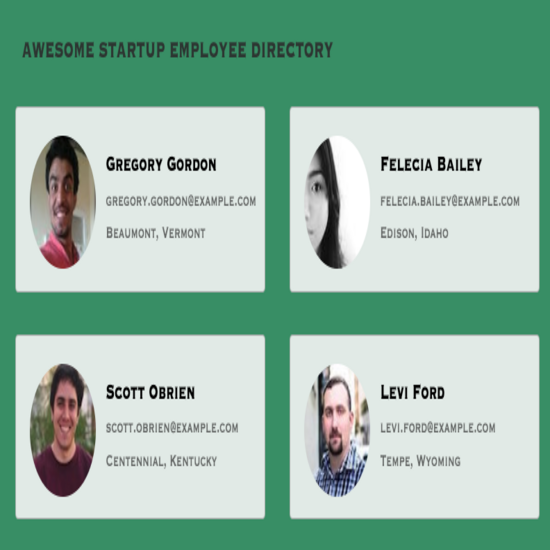 AWESOME STARTUP EMPLOYEE DIRECTORY
GREGORY GORDON
GREGORY.GORDON@EXAMPLE.COM
BEAUMONT, VERMONT
FELECIA BAILEY
FELECIA.BAILEY@EXAMPLE.COM
EDISON, IDAHO
SCOTT OBRIEN
SCOTT.OBRIEN@EXAMPLE.COM
CENTENNIAL, KENTUCKY
LEVI FORD
LEVI.FORD@EXAMPLE.COM
TEMPE, WYOMING